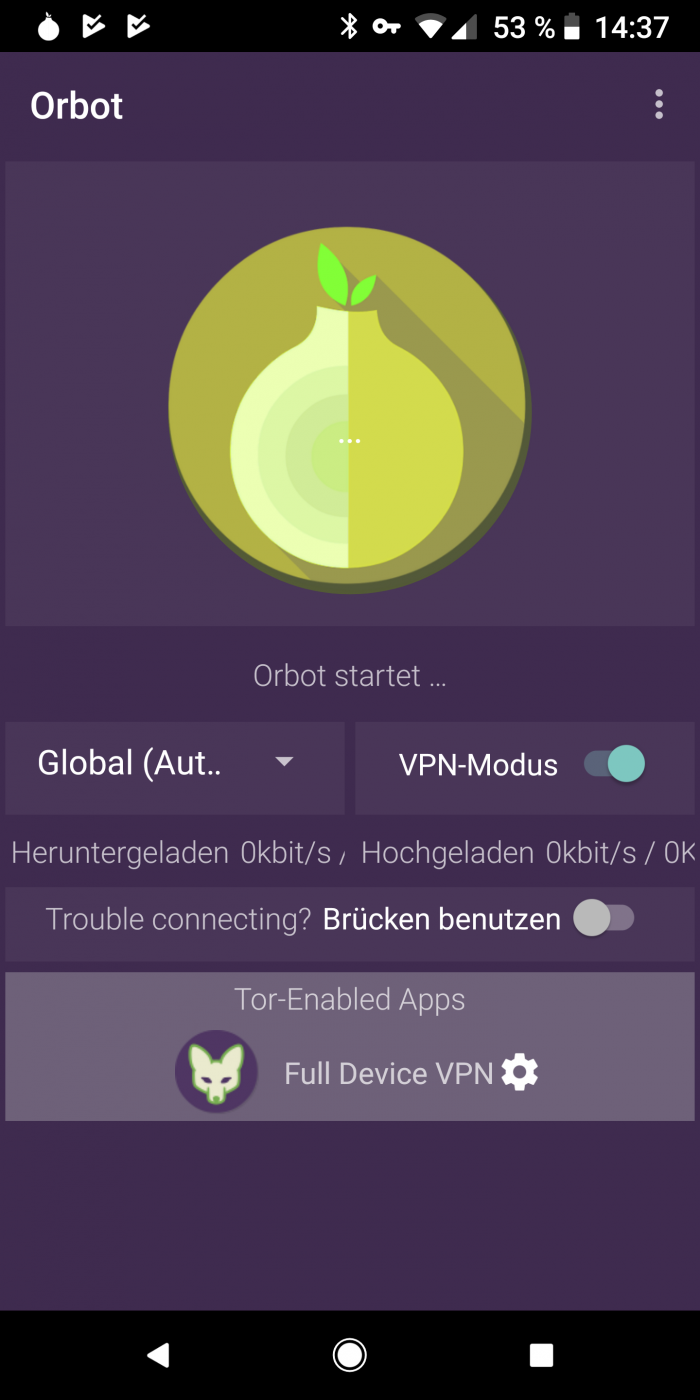 53 % 14:37
Orbot
Orbot startet ...
Global (Aut..
VPN-Modus
Heruntergeladen 0kbit/s /
Hochgeladen 0kbit/s / 0K
Trouble connecting? Brücken benutzen
Tor-Enabled Apps
Full Device VPN